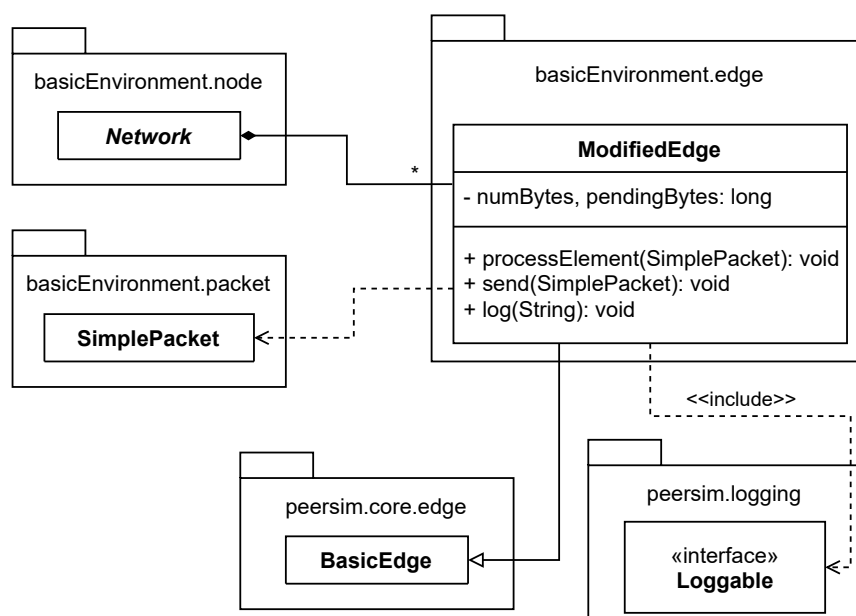 basicEnvironment.node
Network
*
basicEnvironment.edge
ModifiedEdge
- numBytes, pendingBytes: long
+ processElement(SimplePacket): void
+ send(SimplePacket): void
+ log(String): void
basicEnvironment.packet
SimplePacket
<<include>>
peersim.core.edge
BasicEdge
peersim.logging
«interface»
Loggable